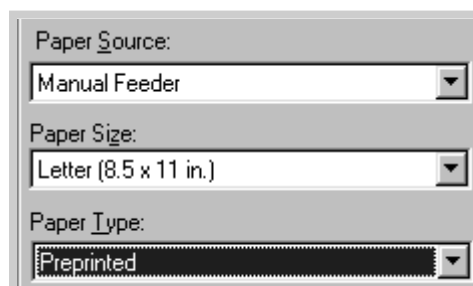 Paper Source:
Manual Feeder
Paper Size:
Letter (8.5 x 11 in.)
Paper Type:
Preprinted